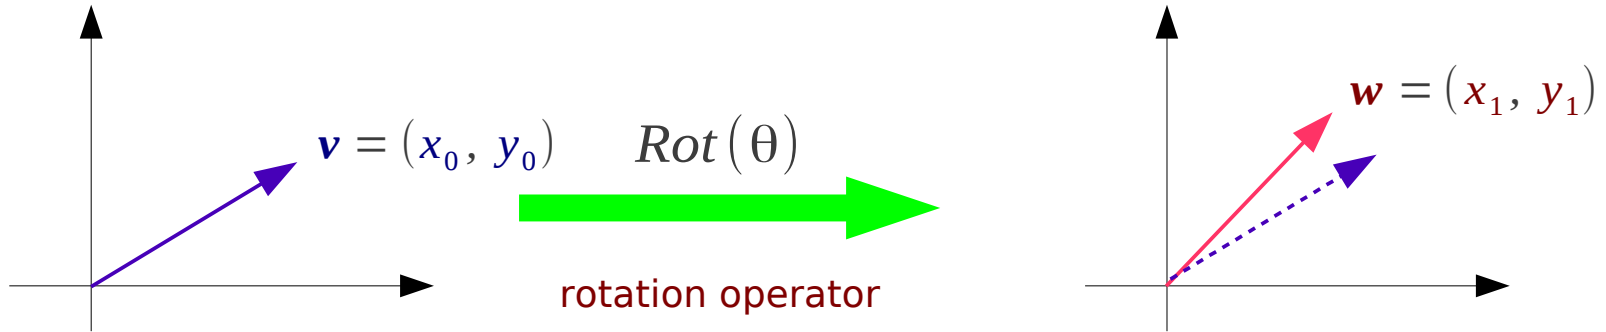 v = (x₀, y₀)
Rot(θ)
rotation operator
w = (x₁, y₁)